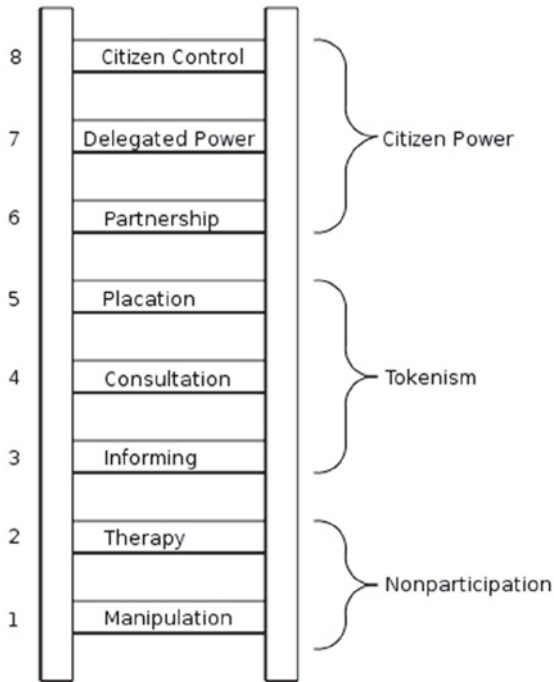 8 Citizen Control
7 Delegated Power Citizen Power
6 Partnership
5 Placation
4 Consultation Tokenism
3 Informing
2 Therapy
Nonparticipation
1 Manipulation